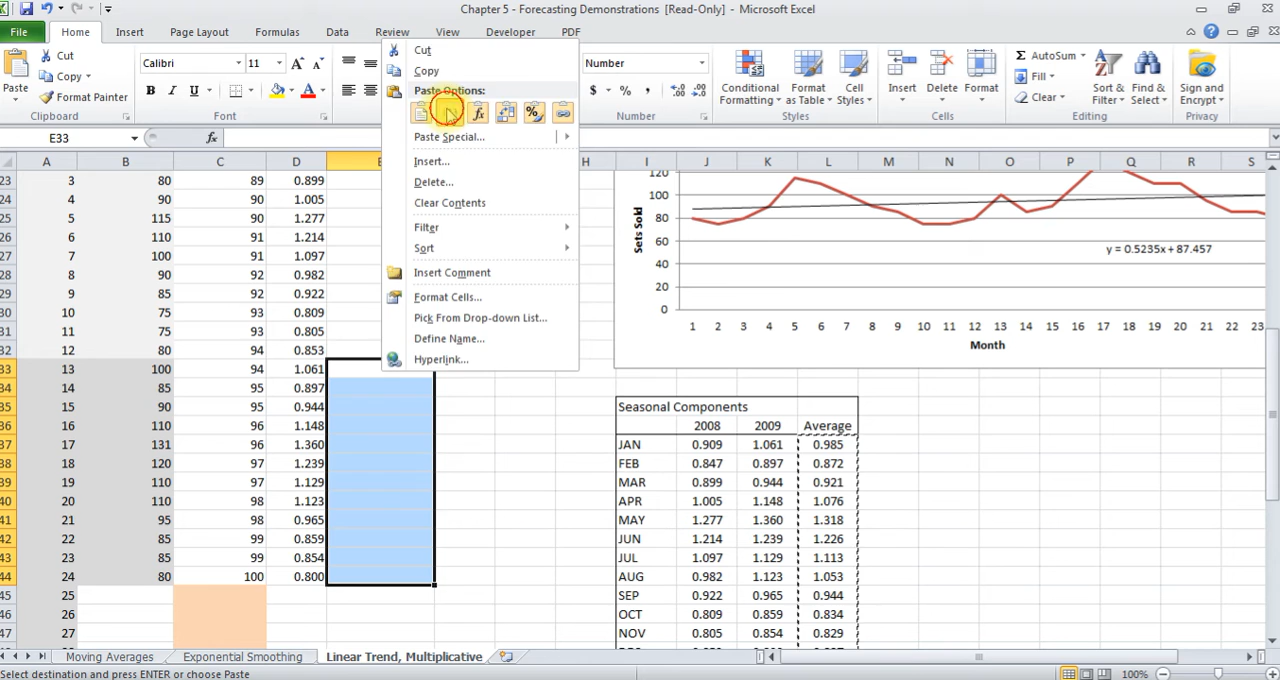 Chapter 5 - Forecasting Demonstrations [Read-Only] - Microsoft Excel
File Home Insert Page Layout Formulas Data Review View Developer PDF
Paste
Cut
Copy
Format Painter
Clipboard
Calibri 11
B I U
Font
Number
$ % ,
Number
Conditional Formatting
Format as Table
Cell Styles
Styles
Insert Delete Format
Cells
AutoSum
Fill
Clear
Sort & Filter
Find & Select
Editing
Sign and Encrypt
Privacy
E33 fx
Cut
Copy
Paste Options:
Paste Special...
Insert...
Delete...
Clear Contents
Filter
Sort
Insert Comment
Format Cells...
Pick From Drop-down List...
Define Name...
Hyperlink...
A B C D E H I J K L M N O P Q R S
23 3 80 89 0.899
24 4 90 90 1.005
25 115 90 1.277
26 6 110 91 1.214
27 7 100 91 1.097
28 8 90 92 0.982
29 9 85 92 0.922
30 10 75 93 0.809
31 11 75 93 0.805
32 12 80 94 0.853
33 13 100 94 1.061
34 14 85 95 0.897
35 15 90 95 0.944
36 16 110 96 1.148
37 17 131 96 1.360
38 18 120 97 1.239
39 19 110 97 1.129
40 20 110 98 1.123
41 21 95 98 0.965
42 22 85 99 0.859
43 23 85 99 0.854
44 24 80 100 0.800
45 25
46 26
47 27
120
100
80
60
40
20
0
Sets Sold
y = 0.5235x + 87.457
1 2 3 4 5 6 7 8 9 10 11 12 13 14 15 16 17 18 19 20 21 22 23
Month
Seasonal Components
2008 2009 Average
JAN 0.909 1.061 0.985
FEB 0.847 0.897 0.872
MAR 0.899 0.944 0.921
APR 1.005 1.148 1.076
MAY 1.277 1.360 1.318
JUN 1.214 1.239 1.226
JUL 1.097 1.129 1.113
AUG 0.982 1.123 1.053
SEP 0.922 0.965 0.944
OCT 0.809 0.859 0.834
NOV 0.805 0.854 0.829
Moving Averages Exponential Smoothing Linear Trend, Multiplicative
Select destination and press ENTER or choose Paste
100%